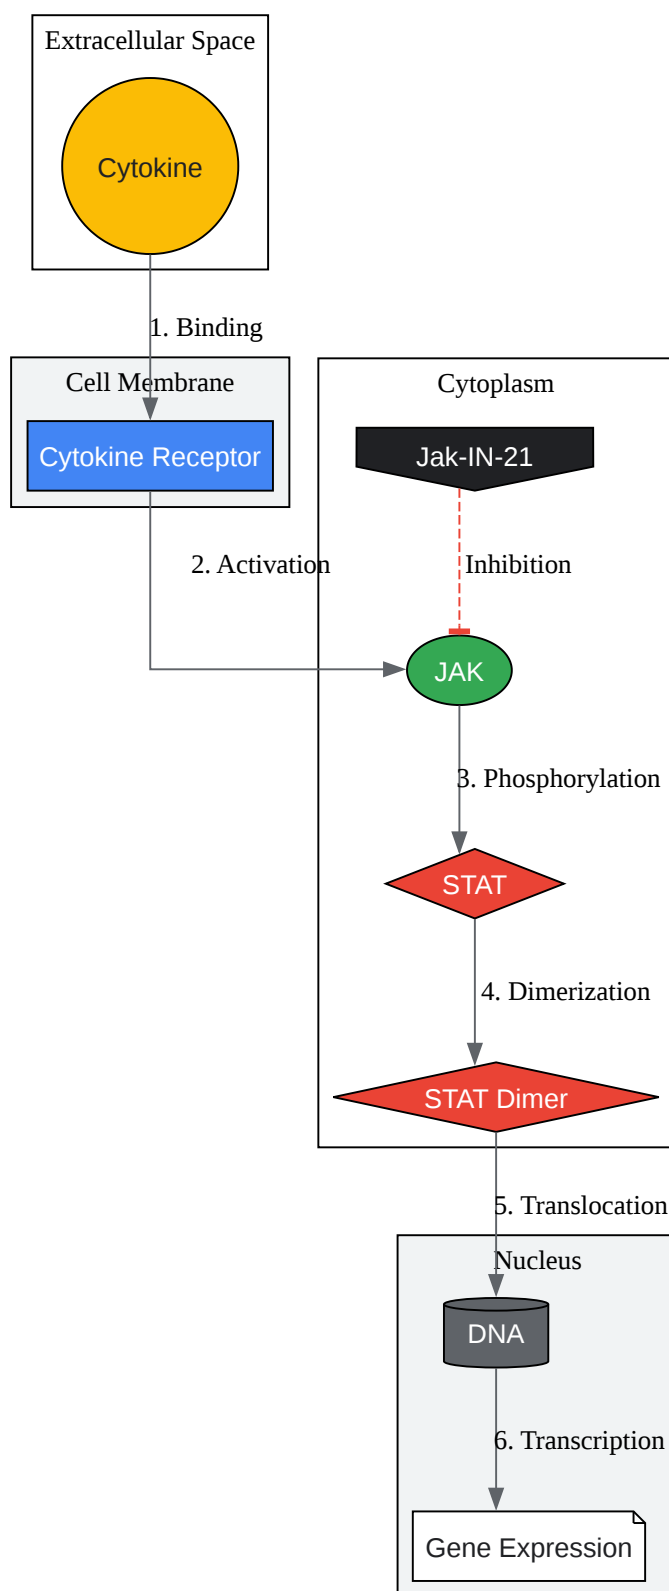 Extracellular Space
Cytokine
1. Binding
Cell Membrane
Cytokine Receptor
Cytoplasm
Jak-IN-21
2. Activation
Inhibition
JAK
3. Phosphorylation
STAT
4. Dimerization
STAT Dimer
5. Translocation
Nucleus
DNA
6. Transcription
Gene Expression